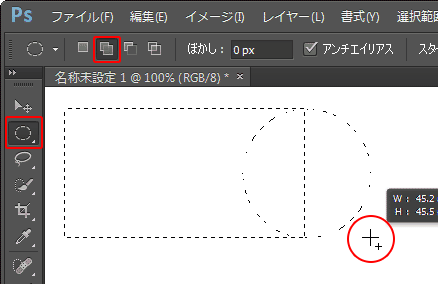 Ps ファイル(F) 編集(E) イメージ(I) レイヤー(L) 書式(Y) 選択範囲
ぼかし: 0 px アンチエイリアス スタ
名称未設定 1 @ 100% (RGB/8) * ×
W: 45.2
H: 45.5